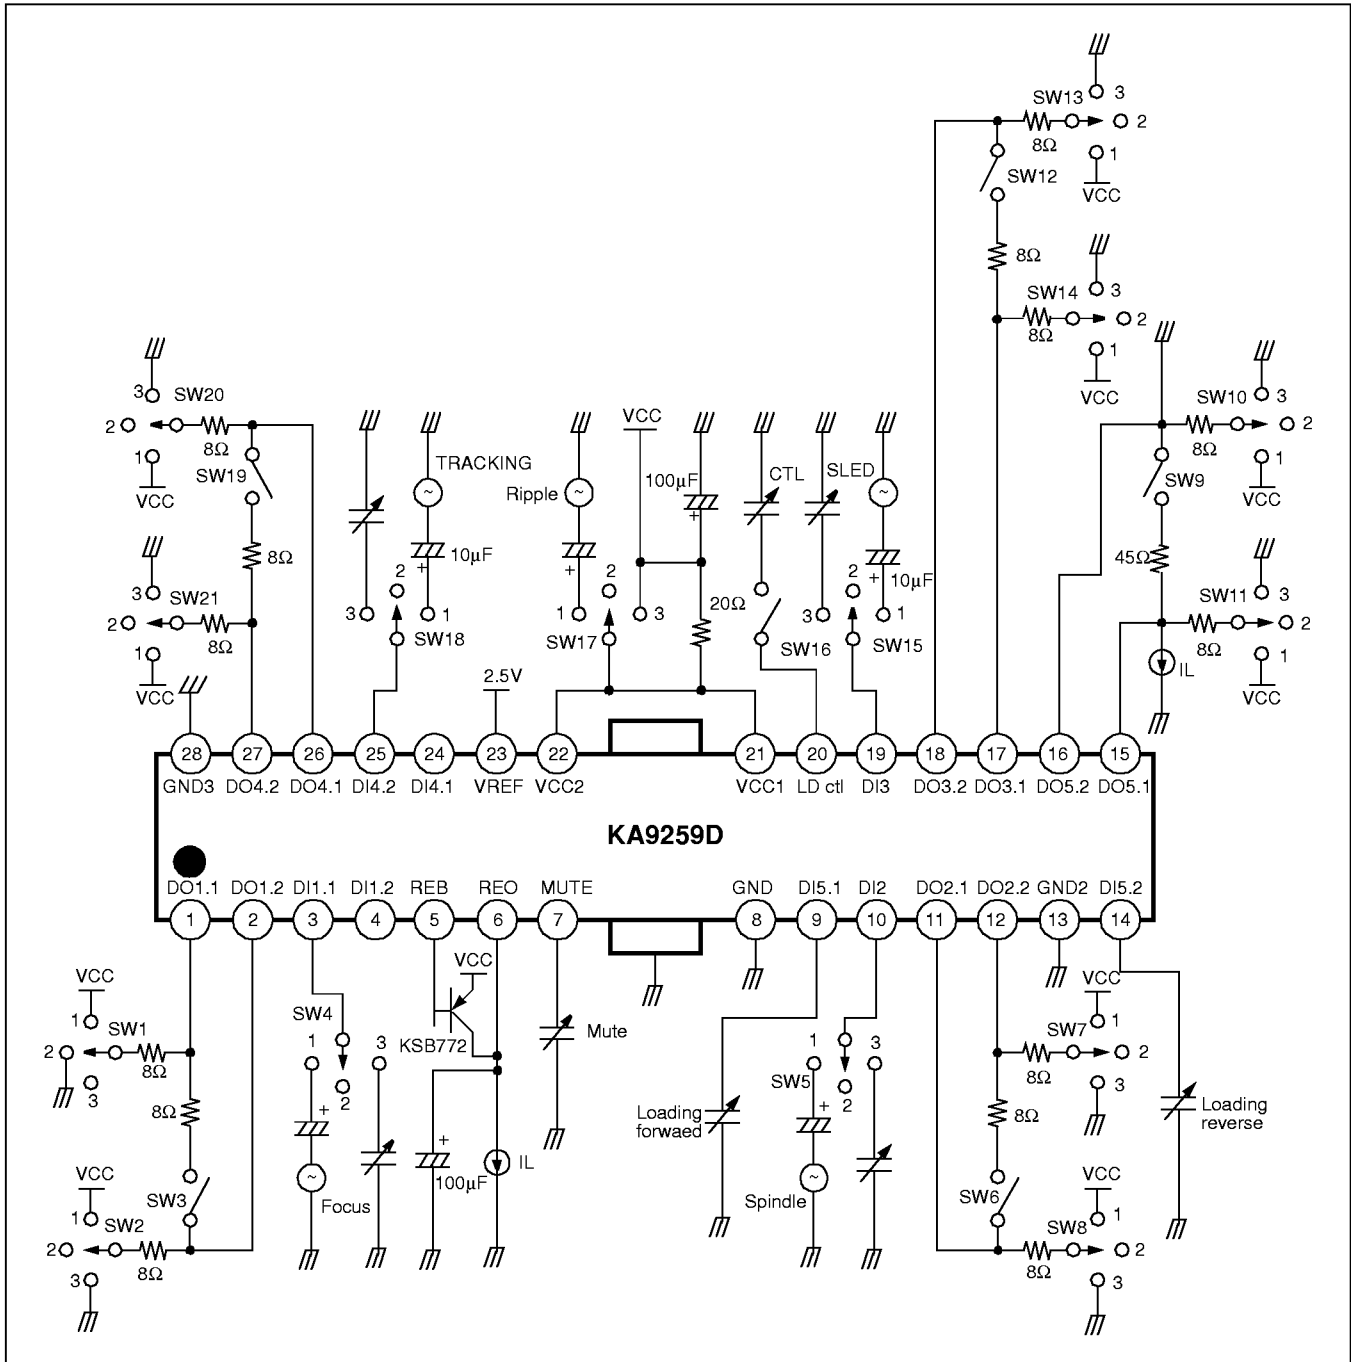 SW13
3
2
8Ω
1
SW12
VCC
8Ω
SW14
3
2
8Ω
1
VCC
3
SW20
2
8Ω
1
SW19
VCC
8Ω
3
SW21
2
8Ω
1
VCC
TRACKING
10μF
2
3
1
SW18
2.5V
Ripple
VCC
100μF
2
1
3
SW17
20Ω
CTL
SLED
10μF
2
SW16
3
1
SW15
SW10
3
2
8Ω
1
SW9
VCC
45Ω
SW11
3
2
8Ω
1
IL
VCC
28 27 26 25 24 23 22 21 20 19 18 17 16 15
GND3 DO4.2 DO4.1 DI4.2 DI4.1 VREF VCC2 VCC1 LD ctl DI3 DO3.2 DO3.1 DO5.2 DO5.1
KA9259D
DO1.1 DO1.2 DI1.1 DI1.2 REB REO MUTE GND DI5.1 DI2 DO2.1 DO2.2 GND2 DI5.2
1 2 3 4 5 6 7 8 9 10 11 12 13 14
VCC
1
SW1
2
8Ω
3
8Ω
VCC
SW3
1
SW2
2
8Ω
3
SW4
1
3
2
Focus
VCC
KSB772
100μF
IL
Mute
Loading
forwaed
1
3
SW5
2
Spindle
VCC
1
SW7
2
8Ω
3
8Ω
VCC
SW6
1
SW8
2
8Ω
3
Loading
reverse